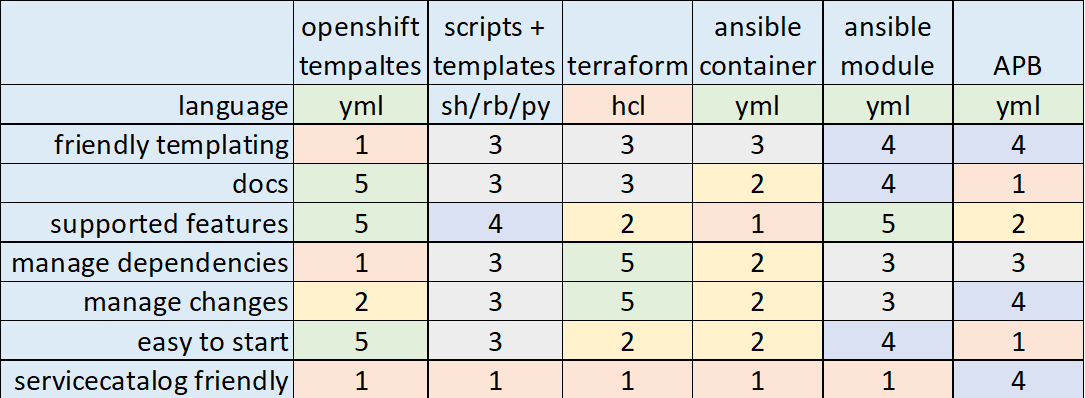 openshift scripts + ansible ansible
tempaltes templates terraform container module APB
language yml sh/rb/py hcl yml yml yml
friendly templating 1 3 3 3 4 4
docs 5 3 3 2 4 1
supported features 5 4 2 1 5 2
manage dependencies 1 3 5 2 3 3
manage changes 2 3 5 2 3 4
easy to start 5 3 2 2 4 1
servicecatalog friendly 1 1 1 1 1 4